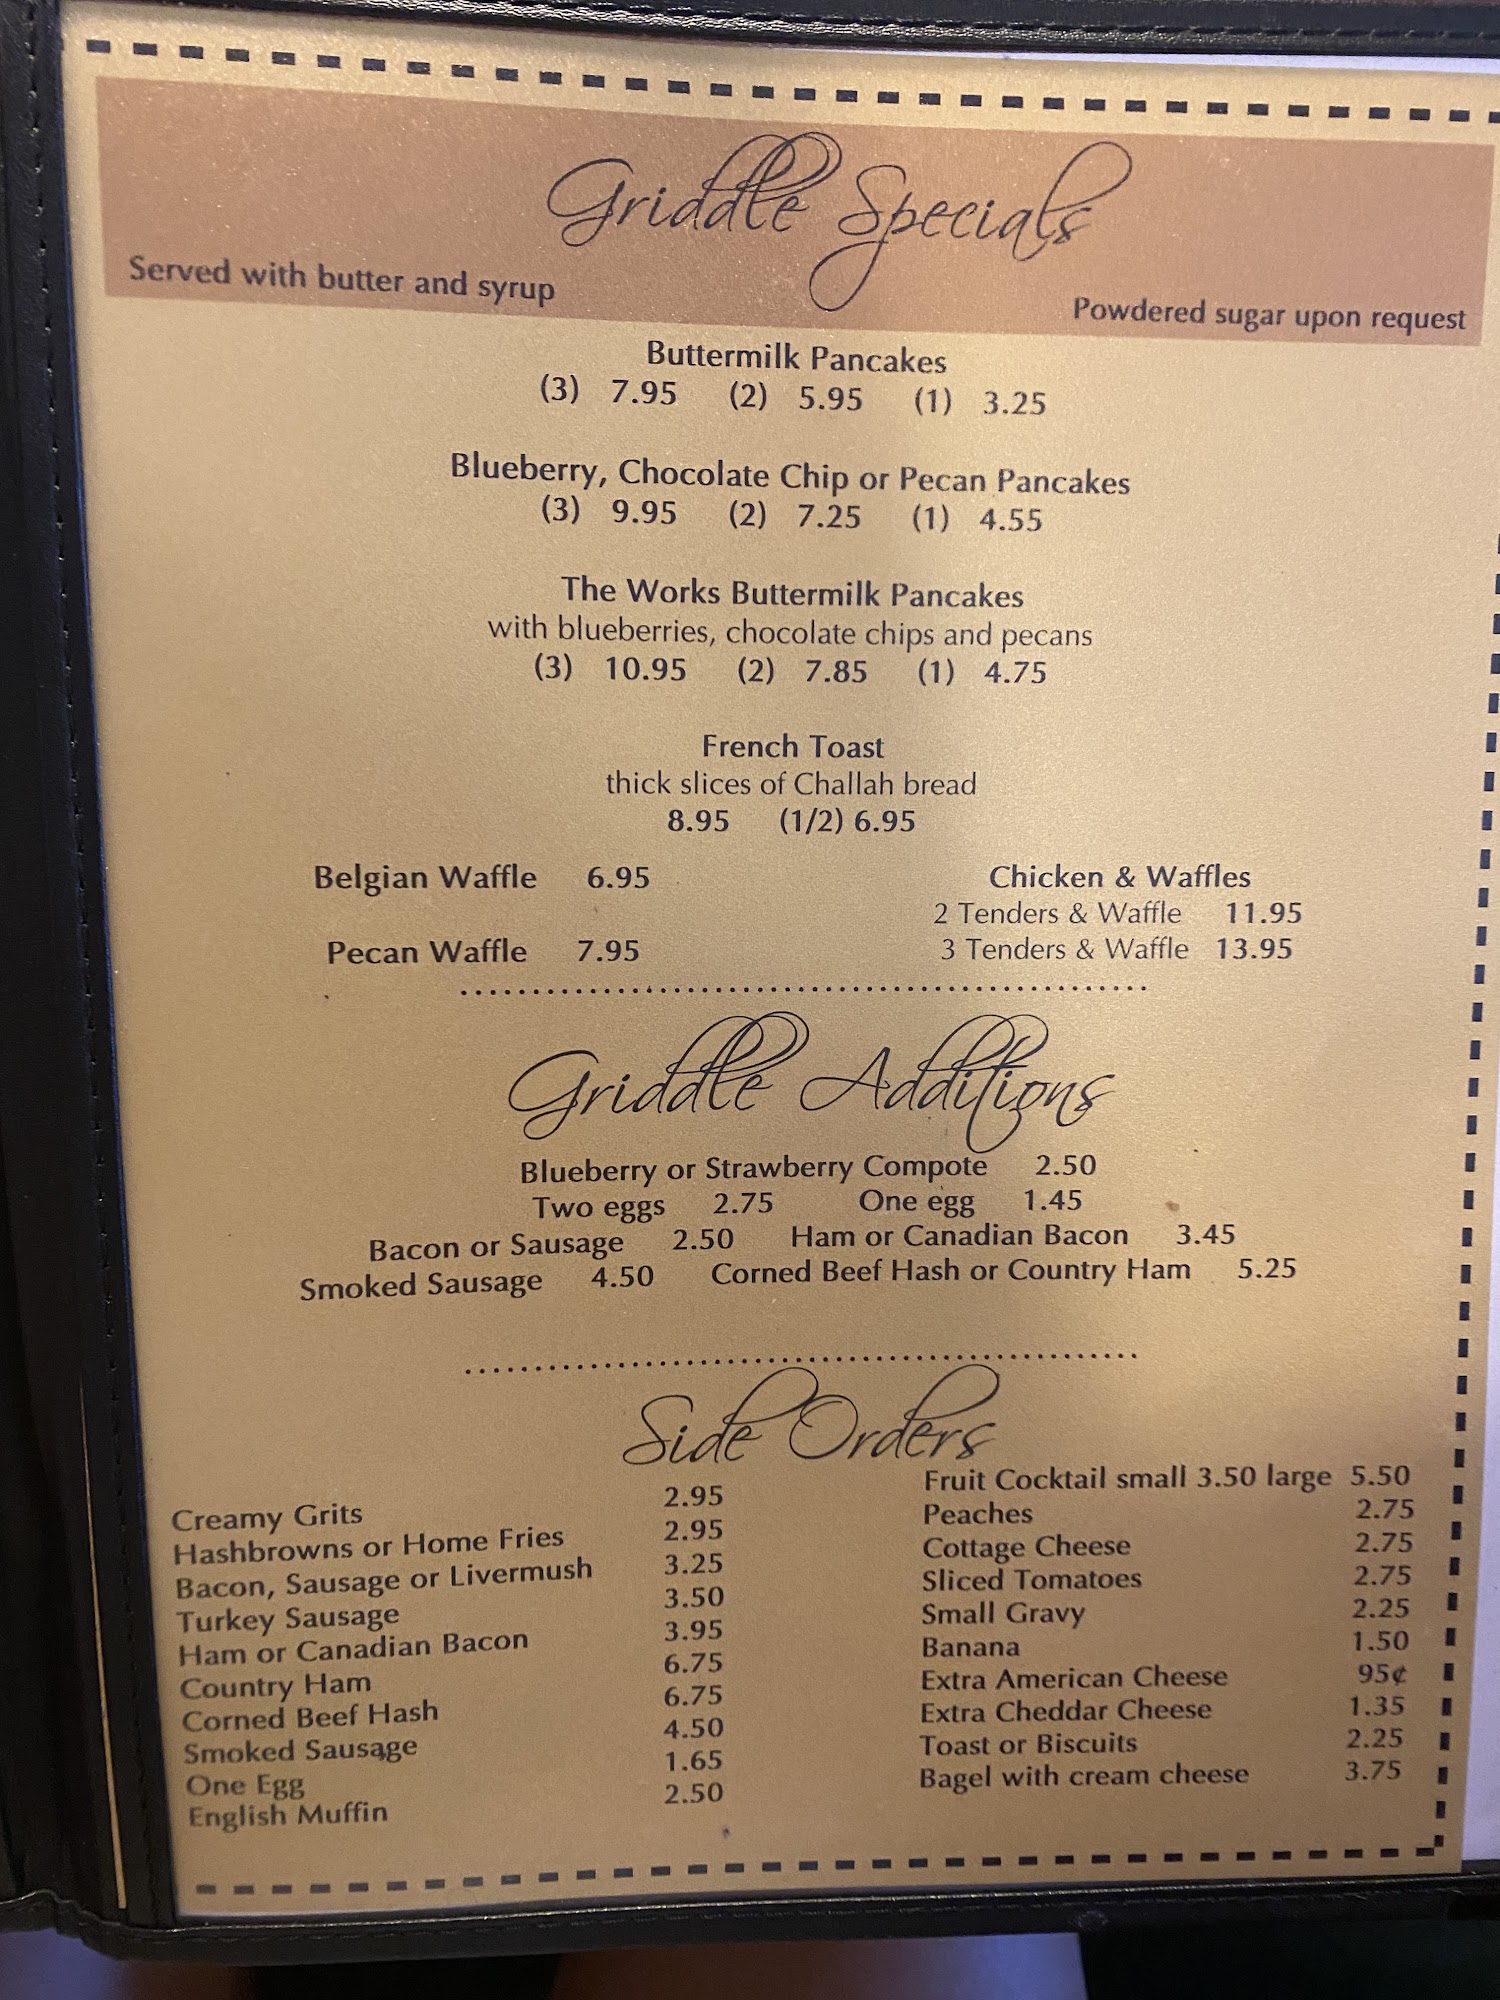 Griddle Specials
Served with butter and syrup
Powdered sugar upon request
Buttermilk Pancakes
(3) 7.95 (2) 5.95 (1) 3.25
Blueberry, Chocolate Chip or Pecan Pancakes
(3) 9.95 (2) 7.25 (1) 4.55
The Works Buttermilk Pancakes
with blueberries, chocolate chips and pecans
(3) 10.95 (2) 7.85 (1) 4.75
French Toast
thick slices of Challah bread
8.95 (1/2) 6.95
Belgian Waffle 6.95
Pecan Waffle 7.95
Chicken & Waffles
2 Tenders & Waffle 11.95
3 Tenders & Waffle 13.95
Griddle Additions
Blueberry or Strawberry Compote 2.50
Two eggs 2.75 One egg 1.45
Bacon or Sausage 2.50 Ham or Canadian Bacon 3.45
Smoked Sausage 4.50 Corned Beef Hash or Country Ham 5.25
Side Orders
Creamy Grits 2.95
Hashbrowns or Home Fries 2.95
Bacon, Sausage or Livermush 3.25
Turkey Sausage 3.50
Ham or Canadian Bacon 3.95
Country Ham 6.75
Corned Beef Hash 6.75
Smoked Sausage 4.50
One Egg 1.65
English Muffin 2.50
Fruit Cocktail small 3.50 large 5.50
Peaches 2.75
Cottage Cheese 2.75
Sliced Tomatoes 2.75
Small Gravy 2.25
Banana 1.50
Extra American Cheese 95¢
Extra Cheddar Cheese 1.35
Toast or Biscuits 2.25
Bagel with cream cheese 3.75